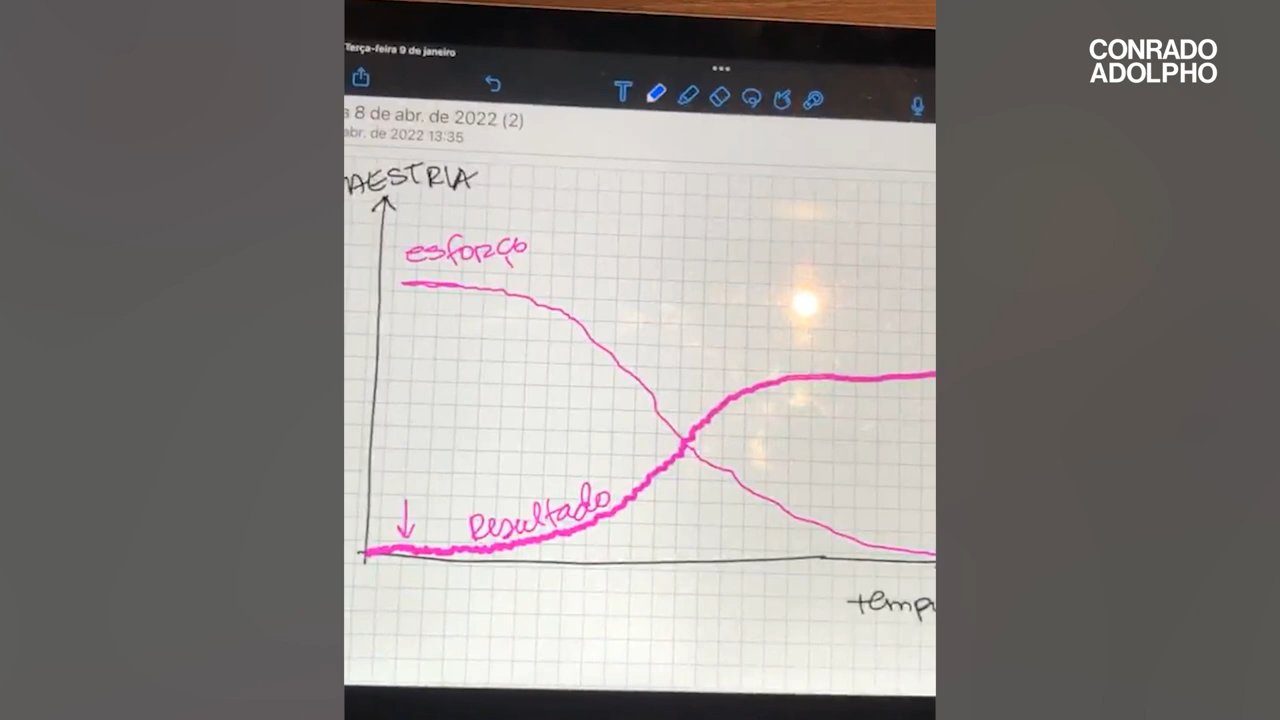 Terça-feira 9 de janeiro
CONRADO
ADOLPHO
a 8 de abr. de 2022 (2)
abr. de 2022 13:35
AESTRIA
esforço
Resultado
temp